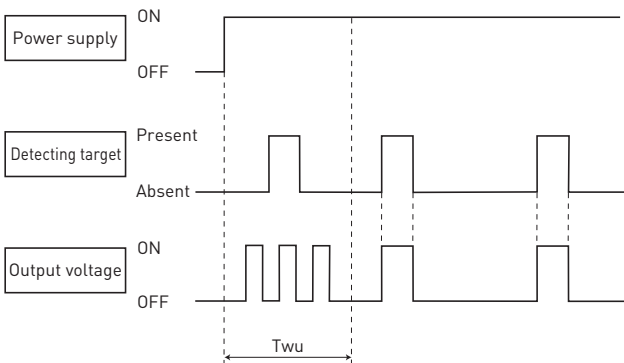 ON
Power supply
OFF
Present
Detecting target
Absent
ON
Output voltage
OFF
Twu